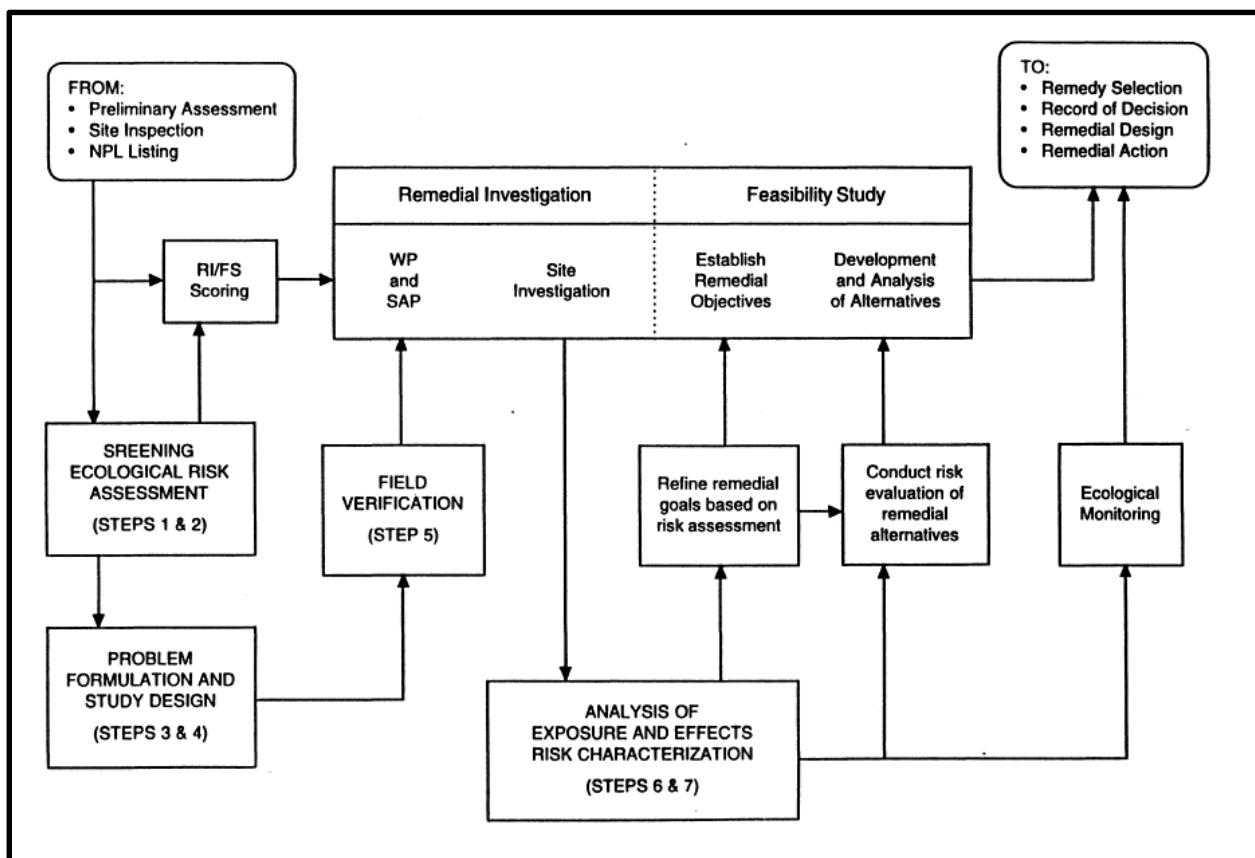 FROM:
• Preliminary Assessment
• Site Inspection
• NPL Listing
TO:
• Remedy Selection
• Record of Decision
• Remedial Design
• Remedial Action
Remedial Investigation
Feasibility Study
RI/FS
Scoring
WP
and
SAP
Site
Investigation
Establish
Remedial
Objectives
Development
and Analysis
of Alternatives
SREENING
ECOLOGICAL RISK
ASSESSMENT
(STEPS 1 & 2)
FIELD
VERIFICATION
(STEP 5)
Refine remedial
goals based on
risk assessment
Conduct risk
evaluation of
remedial
alternatives
Ecological
Monitoring
PROBLEM
FORMULATION AND
STUDY DESIGN
(STEPS 3 & 4)
ANALYSIS OF
EXPOSURE AND EFFECTS
RISK CHARACTERIZATION
(STEPS 6 & 7)